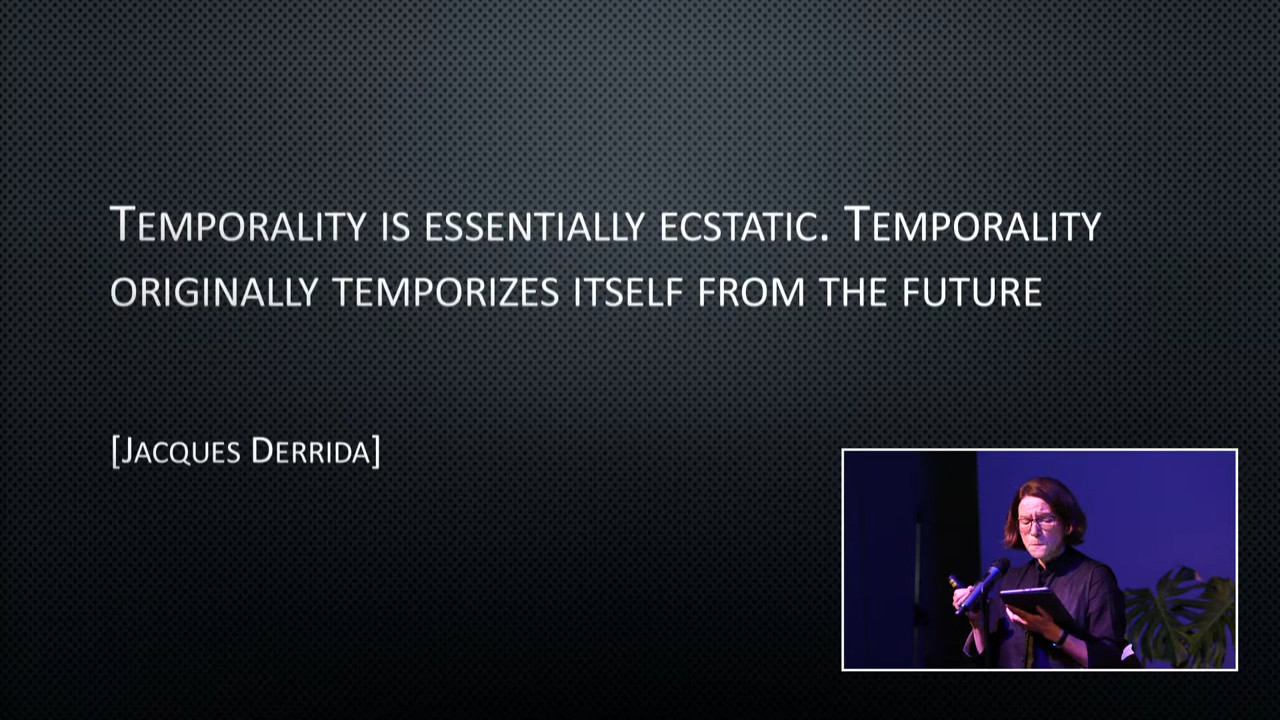 Temporality is essentially ecstatic. Temporality
originally temporizes itself from the future
[Jacques Derrida]